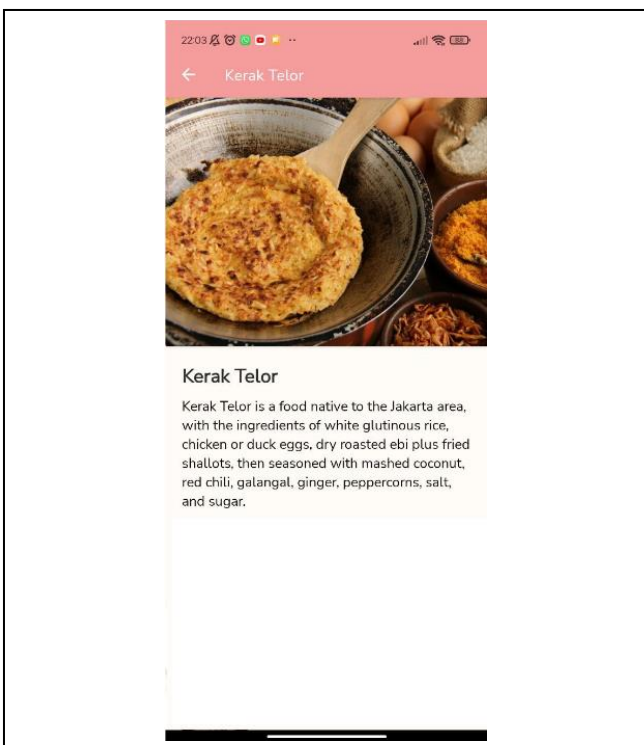 22:03
Kerak Telor
Kerak Telor
Kerak Telor is a food native to the Jakarta area,
with the ingredients of white glutinous rice,
chicken or duck eggs, dry roasted ebi plus fried
shallots, then seasoned with mashed coconut,
red chili, galangal, ginger, peppercorns, salt,
and sugar.